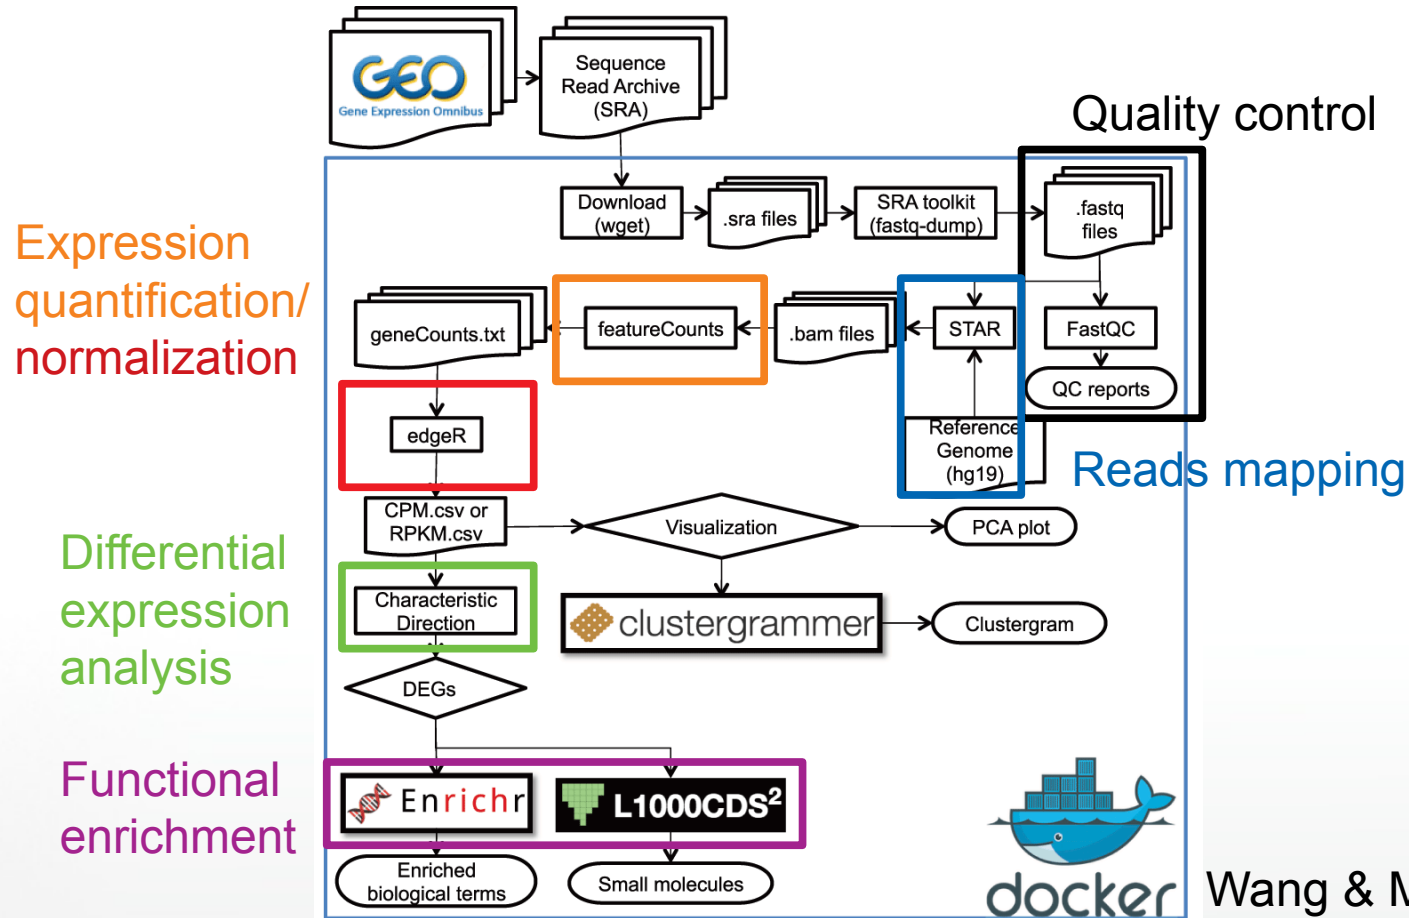 GEO
Gene Expression Omnibus
Sequence
Read Archive
(SRA)
Quality control
Download
(wget)
.sra files
SRA toolkit
(fastq-dump)
.fastq
files
Expression
quantification/
normalization
geneCounts.txt
featureCounts
.bam files
STAR
FastQC
QC reports
edgeR
Reference
Genome
(hg19)
Reads mapping
CPM.csv or
RPKM.csv
Visualization
PCA plot
Differential
expression
analysis
Characteristic
Direction
clustergrammer
Clustergram
DEGs
Functional
enrichment
Enrichr
L1000CDS²
Enriched
biological terms
Small molecules
docker
Wang & M